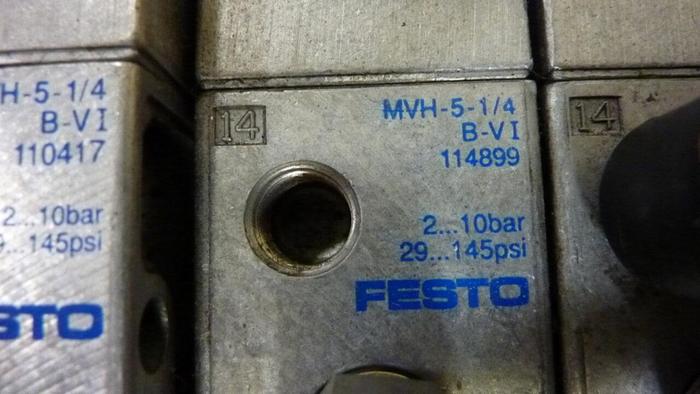 H-5-1/4
B-VI
110417
2...10bar
9...145psi
STO
14
MVH-5-1/4
B-VI
114899
2...10bar
29...145psi
FESTO
14